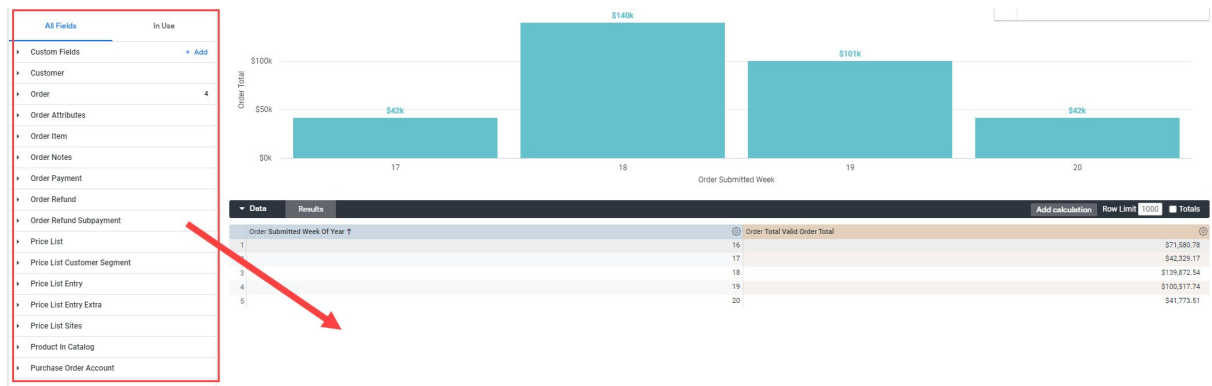 All Fields
In Use
Custom Fields
+ Add
Customer
Order
4
Order Attributes
Order Item
Order Notes
Order Payment
Order Refund
Order Refund Subpayment
Price List
Price List Customer Segment
Price List Entry
Price List Entry Extra
Price List Sites
Product In Catalog
Purchase Order Account
Order Total
$100k
$50k
$0k
$42k
$140k
$101k
$42k
17
18
19
20
Order Submitted Week
Data
Results
Add calculation
Row Limit 1000
Totals
Order Submitted Week Of Year ↑
Order Total Valid Order Total
1 16 $71,580.78
17 $42,329.17
3 18 $139,872.54
4 19 $100,517.74
5 20 $41,773.51